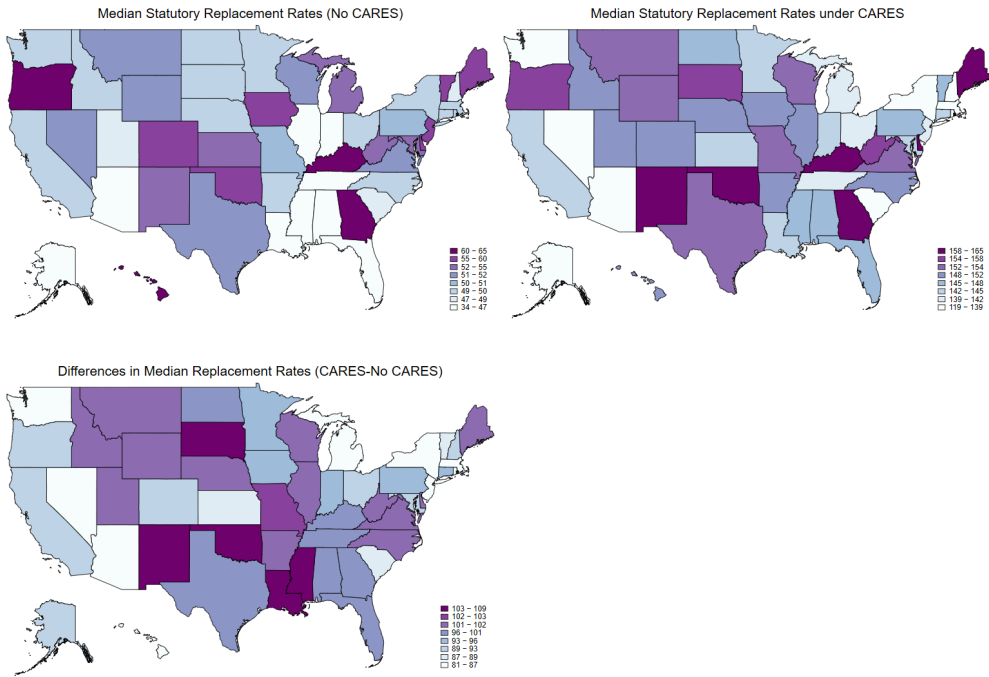 Median Statutory Replacement Rates (No CARES)
60 – 65
55 – 60
52 – 55
51 – 52
50 – 51
49 – 50
47 – 49
34 – 47
Median Statutory Replacement Rates under CARES
158 – 165
154 – 158
152 – 154
148 – 152
145 – 148
142 – 145
139 – 142
119 – 139
Differences in Median Replacement Rates (CARES-No CARES)
103 – 109
102 – 103
101 – 102
96 – 101
93 – 96
89 – 93
87 – 89
81 – 87